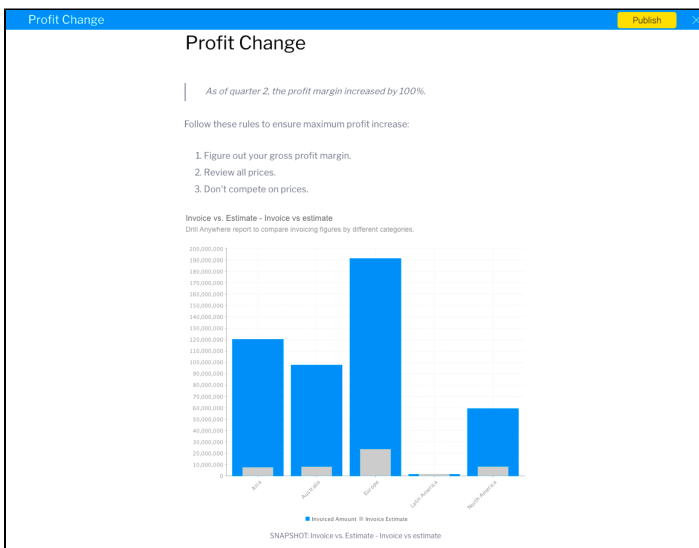 Profit Change
Publish
Profit Change
As of quarter 2, the profit margin increased by 100%.
Follow these rules to ensure maximum profit increase:
1. Figure out your gross profit margin.
2. Review all prices.
3. Don't compete on prices.
Invoice vs. Estimate - Invoice vs estimate
Drill Anywhere report to compare invoicing figures by different categories.
200,000,000
190,000,000
180,000,000
170,000,000
160,000,000
150,000,000
140,000,000
130,000,000
120,000,000
110,000,000
100,000,000
90,000,000
80,000,000
70,000,000
60,000,000
50,000,000
40,000,000
30,000,000
20,000,000
10,000,000
0
Asia
Australia
Europe
Latin America
North America
Invoiced Amount Invoice Estimate
SNAPSHOT: Invoice vs. Estimate - Invoice vs estimate